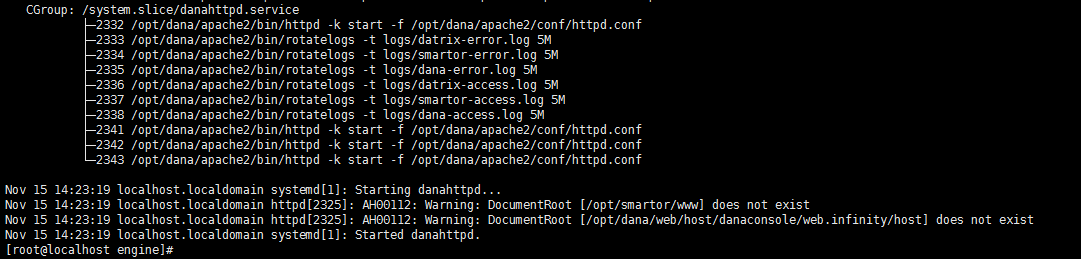 CGroup: /system.slice/danahttpd.service
├─2332 /opt/dana/apache2/bin/httpd -k start -f /opt/dana/apache2/conf/httpd.conf
├─2333 /opt/dana/apache2/bin/rotatelogs -t logs/datrix-error.log 5M
├─2334 /opt/dana/apache2/bin/rotatelogs -t logs/smartor-error.log 5M
├─2335 /opt/dana/apache2/bin/rotatelogs -t logs/dana-error.log 5M
├─2336 /opt/dana/apache2/bin/rotatelogs -t logs/datrix-access.log 5M
├─2337 /opt/dana/apache2/bin/rotatelogs -t logs/smartor-access.log 5M
├─2338 /opt/dana/apache2/bin/rotatelogs -t logs/dana-access.log 5M
├─2341 /opt/dana/apache2/bin/httpd -k start -f /opt/dana/apache2/conf/httpd.conf
├─2342 /opt/dana/apache2/bin/httpd -k start -f /opt/dana/apache2/conf/httpd.conf
└─2343 /opt/dana/apache2/bin/httpd -k start -f /opt/dana/apache2/conf/httpd.conf
Nov 15 14:23:19 localhost.localdomain systemd[1]: Starting danahttpd...
Nov 15 14:23:19 localhost.localdomain httpd[2325]: AH00112: Warning: DocumentRoot [/opt/smartor/www] does not exist
Nov 15 14:23:19 localhost.localdomain httpd[2325]: AH00112: Warning: DocumentRoot [/opt/dana/web/host/danaconsole/web.infinity/host] does not exist
Nov 15 14:23:19 localhost.localdomain systemd[1]: Started danahttpd.
[root@localhost engine]#